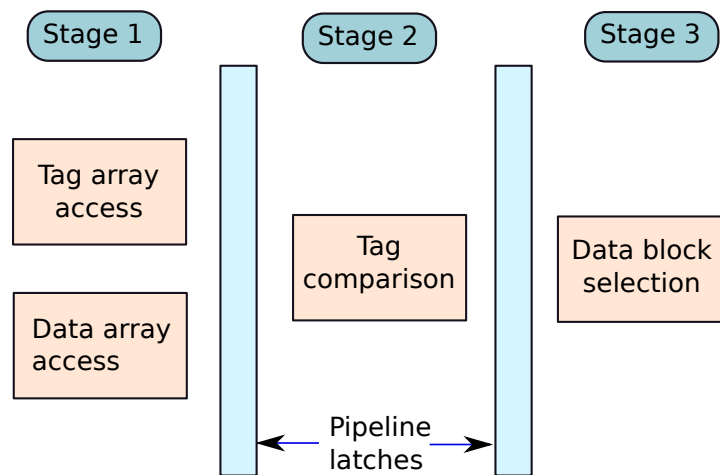 Stage 1
Stage 2
Stage 3
Tag array
access
Data array
access
Tag
comparison
Data block
selection
Pipeline
latches